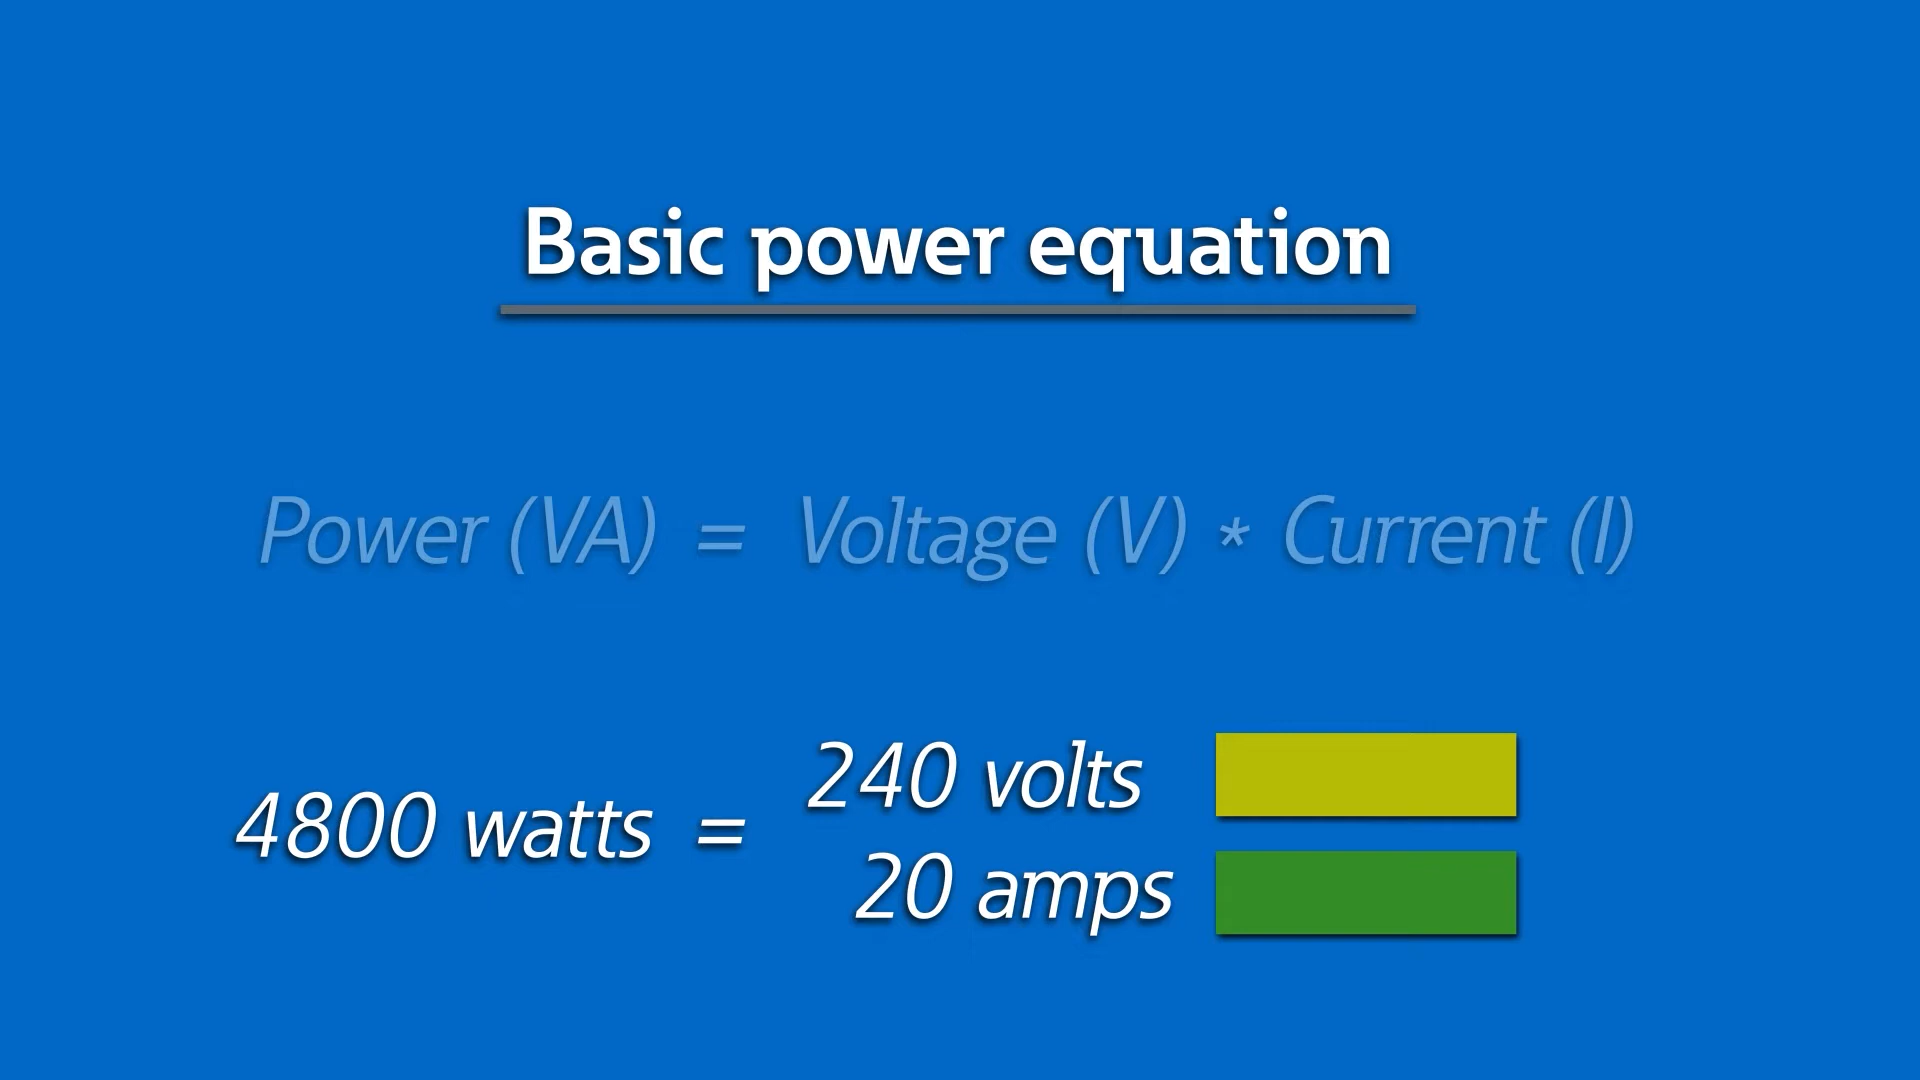 Basic power equation
Power (VA) = Voltage (V) * Current (I)
4800 watts = 240 volts
20 amps